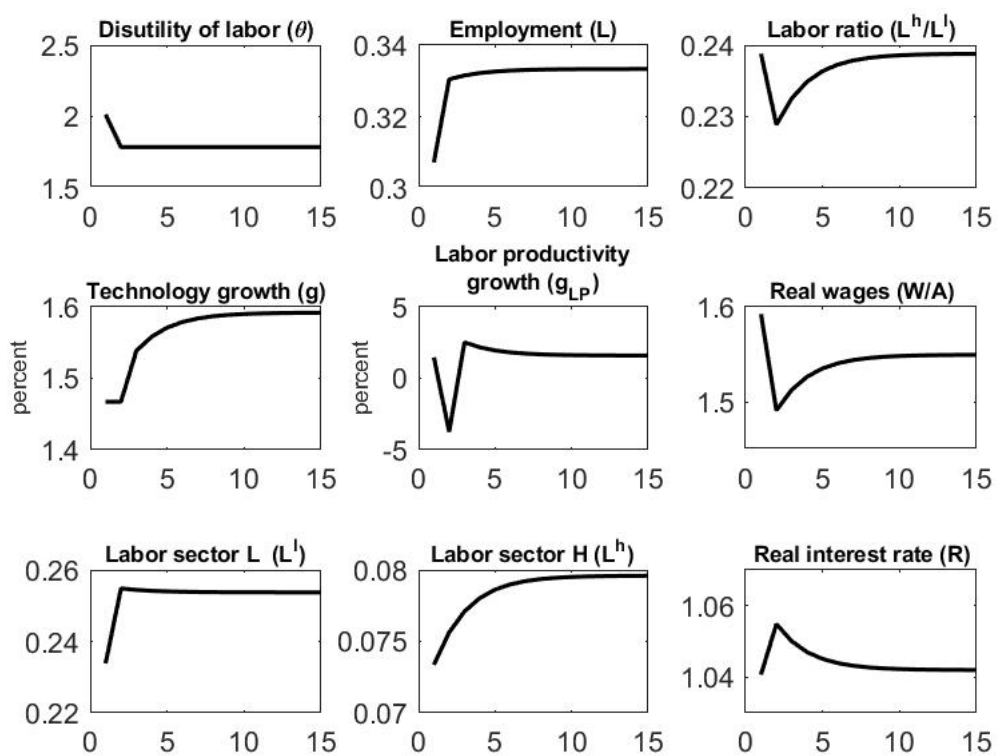 Disutility of labor (θ)
2.5
2
1.5
0 5 10 15
Employment (L)
0.34
0.32
0.3
0 5 10 15
Labor ratio (L^h/L^l)
0.24
0.23
0.22
0 5 10 15
Technology growth (g)
percent
1.6
1.5
1.4
0 5 10 15
Labor productivity
growth (g_LP)
percent
5
0
-5
0 5 10 15
Real wages (W/A)
1.6
1.5
0 5 10 15
Labor sector L (L^l)
0.26
0.24
0.22
0 5 10 15
Labor sector H (L^h)
0.08
0.075
0.07
0 5 10 15
Real interest rate (R)
1.06
1.04
0 5 10 15